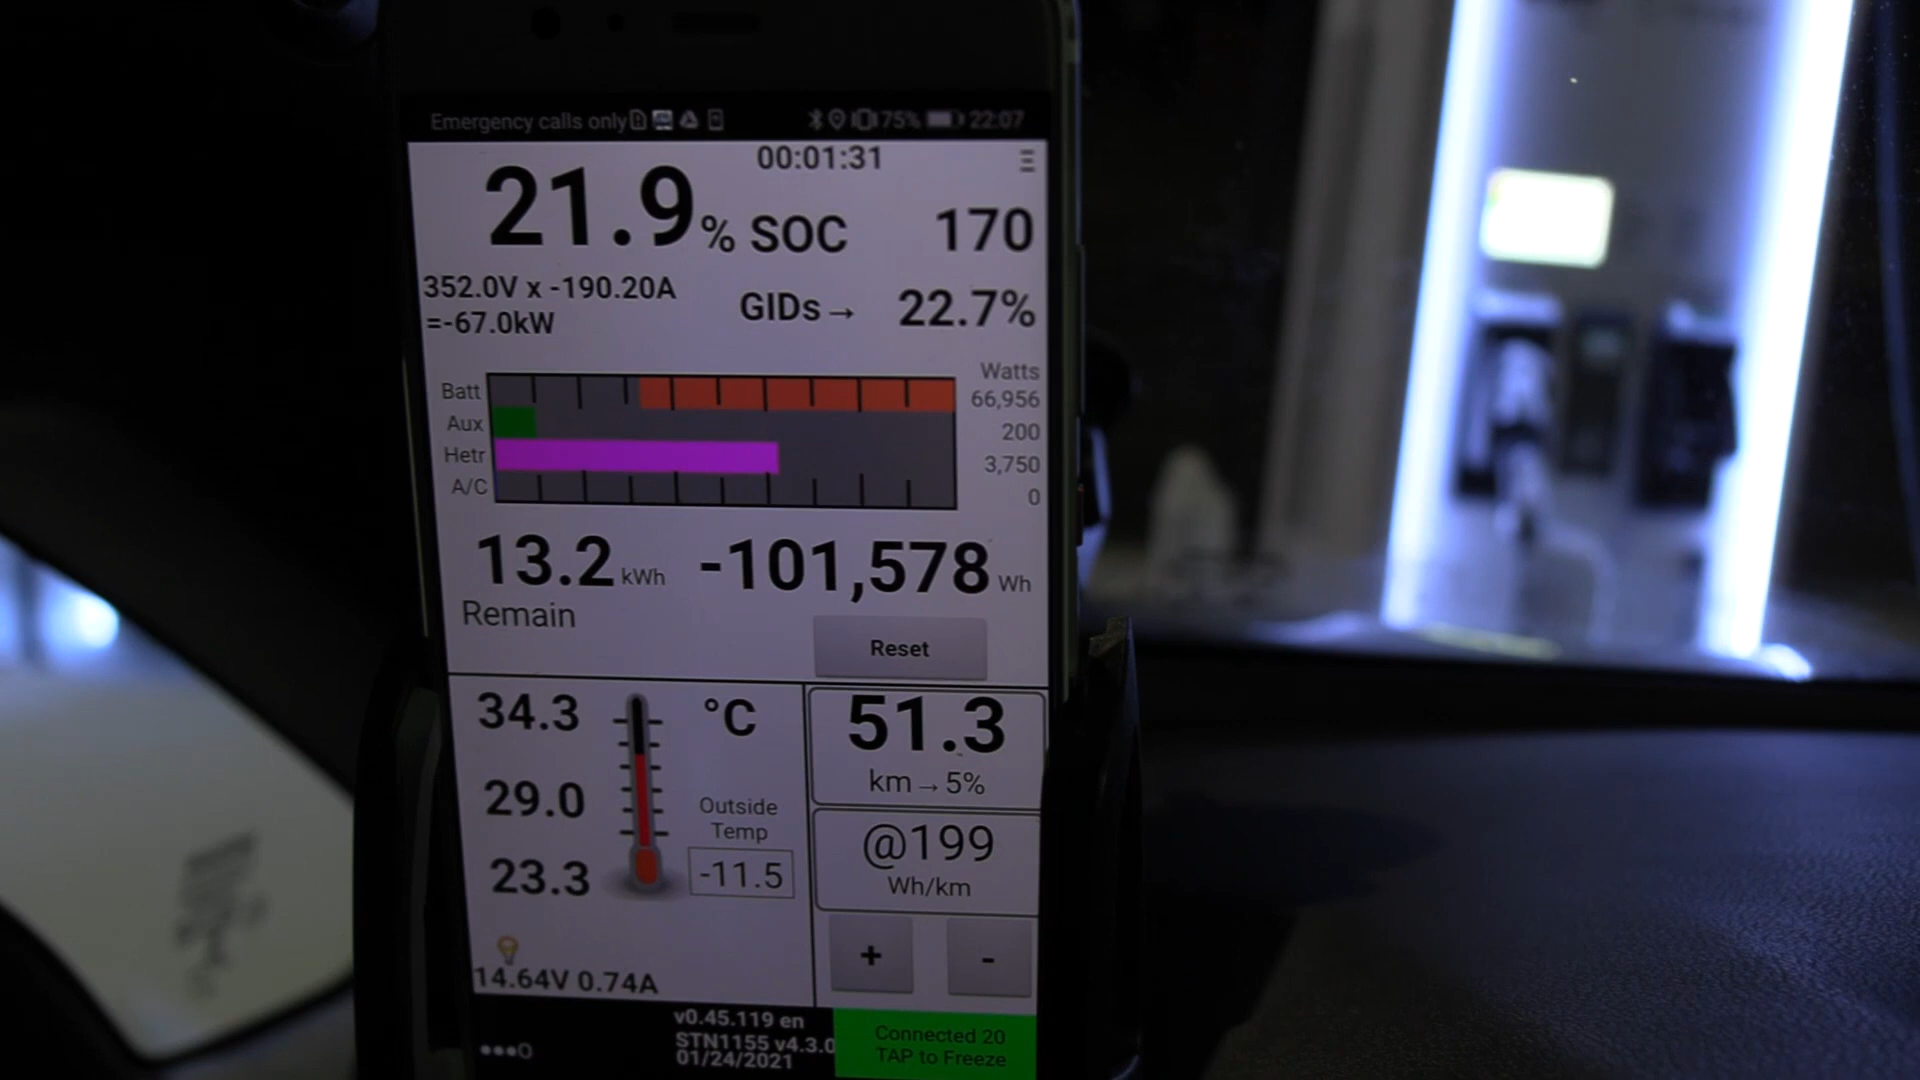 Emergency calls only 75% 22:07
00:01:31
21.9 % SOC 170
352.0V x -190.20A
=-67.0kW
GIDs→ 22.7%
Watts
Batt 66,956
Aux 200
Hetr 3,750
A/C 0
13.2 kWh -101,578 Wh
Remain
Reset
34.3 °C
29.0
23.3
Outside
Temp
-11.5
51.3
km→5%
@199
Wh/km
+ -
14.64V 0.74A
v0.45.119 en
STN1155 v4.3.0
01/24/2021
Connected 20
TAP to Freeze